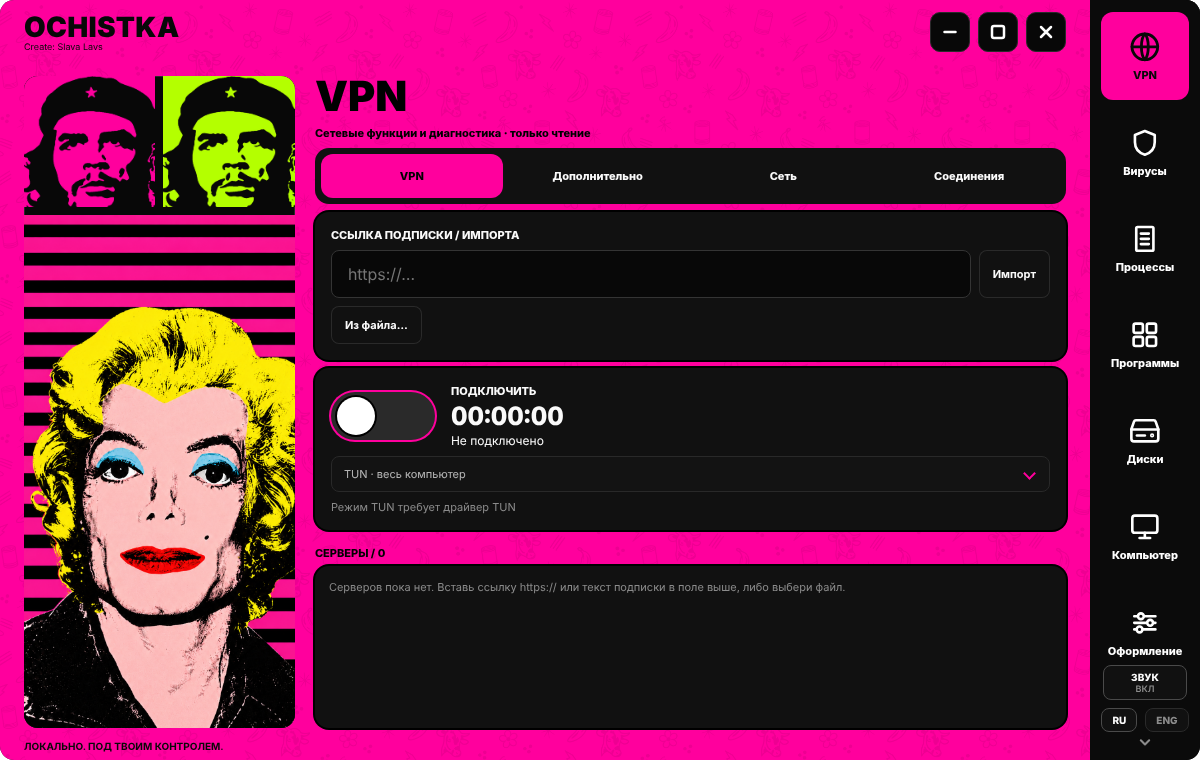 OCHISTKA
Create: Slava Lavs
VPN
Сетевые функции и диагностика · только чтение
VPN
Дополнительно
Сеть
Соединения
ССЫЛКА ПОДПИСКИ / ИМПОРТА
https://...
Импорт
Из файла...
ПОДКЛЮЧИТЬ
00:00:00
Не подключено
TUN · весь компьютер
Режим TUN требует драйвер TUN
СЕРВЕРЫ / 0
Серверов пока нет. Вставь ссылку https:// или текст подписки в поле выше, либо выбери файл.
ЛОКАЛЬНО. ПОД ТВОИМ КОНТРОЛЕМ.
VPN
Вирусы
Процессы
Программы
Диски
Компьютер
Оформление
ЗВУК
ВКЛ
RU
ENG